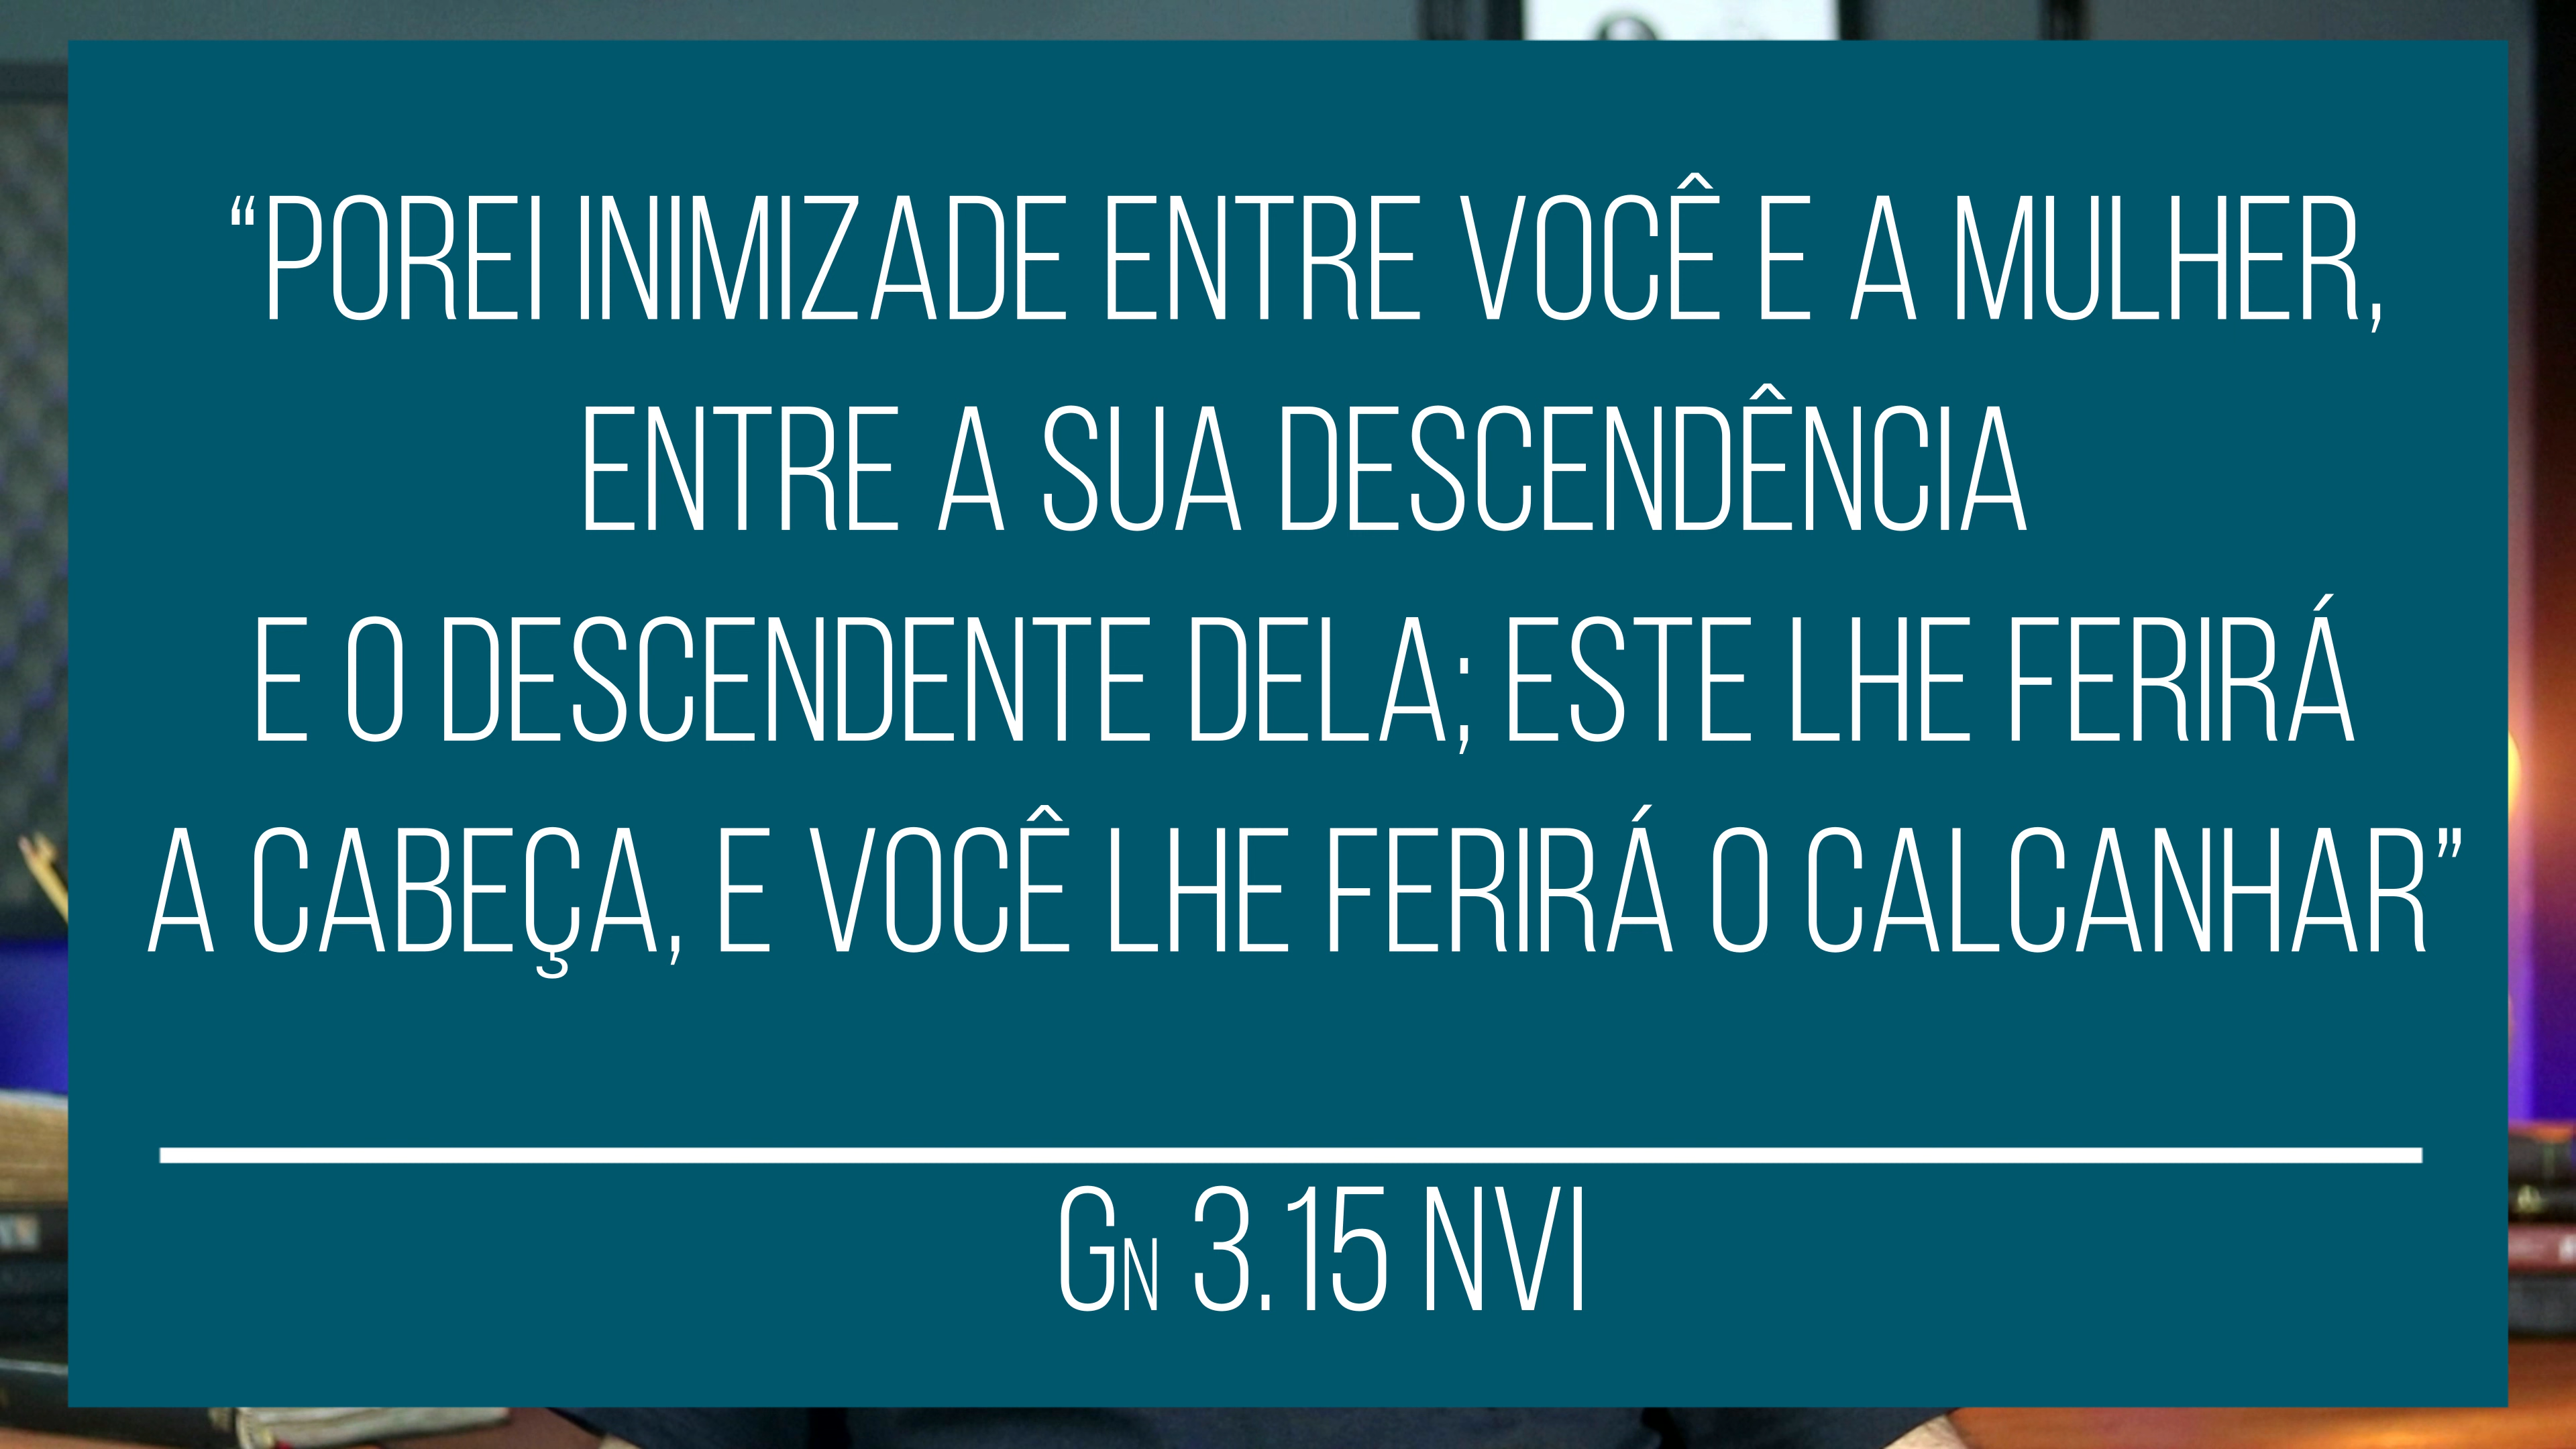 “POREI INIMIZADE ENTRE VOCÊ E A MULHER,
ENTRE A SUA DESCENDÊNCIA
E O DESCENDENTE DELA; ESTE LHE FERIRÁ
A CABEÇA, E VOCÊ LHE FERIRÁ O CALCANHAR”
GN 3.15 NVI